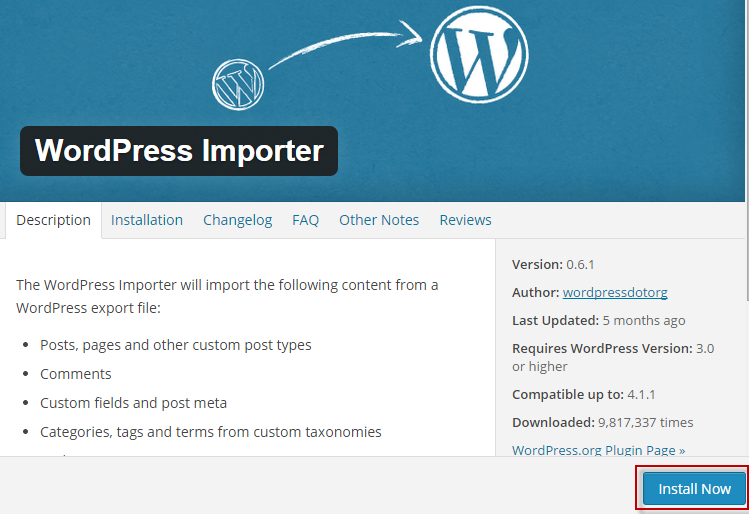 WordPress Importer
Description Installation Changelog FAQ Other Notes Reviews
The WordPress Importer will import the following content from a
WordPress export file:
Posts, pages and other custom post types
Comments
Custom fields and post meta
Categories, tags and terms from custom taxonomies
Version: 0.6.1
Author: wordpressdotorg
Last Updated: 5 months ago
Requires WordPress Version: 3.0
or higher
Compatible up to: 4.1.1
Downloaded: 9,817,337 times
WordPress.org Plugin Page »
Install Now